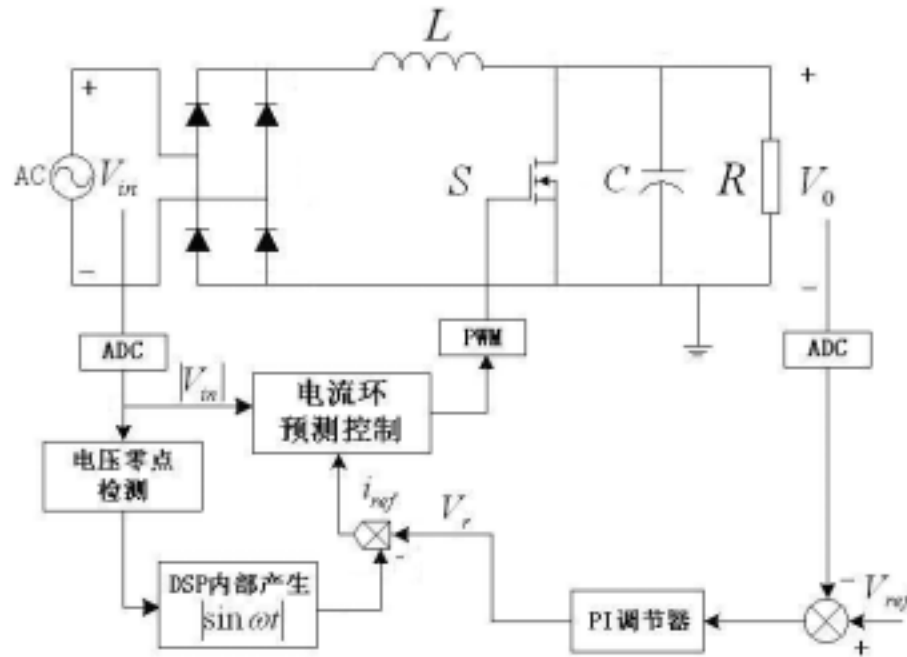 L
+
AC
V_in
S
C
R
+
V_0
−
−
ADC
PWM
ADC
|V_in|
电流环
预测控制
电压零点
检测
i_ref
V_r
-
DSP内部产生
|sin ωt|
PI调节器
− V_ref
+